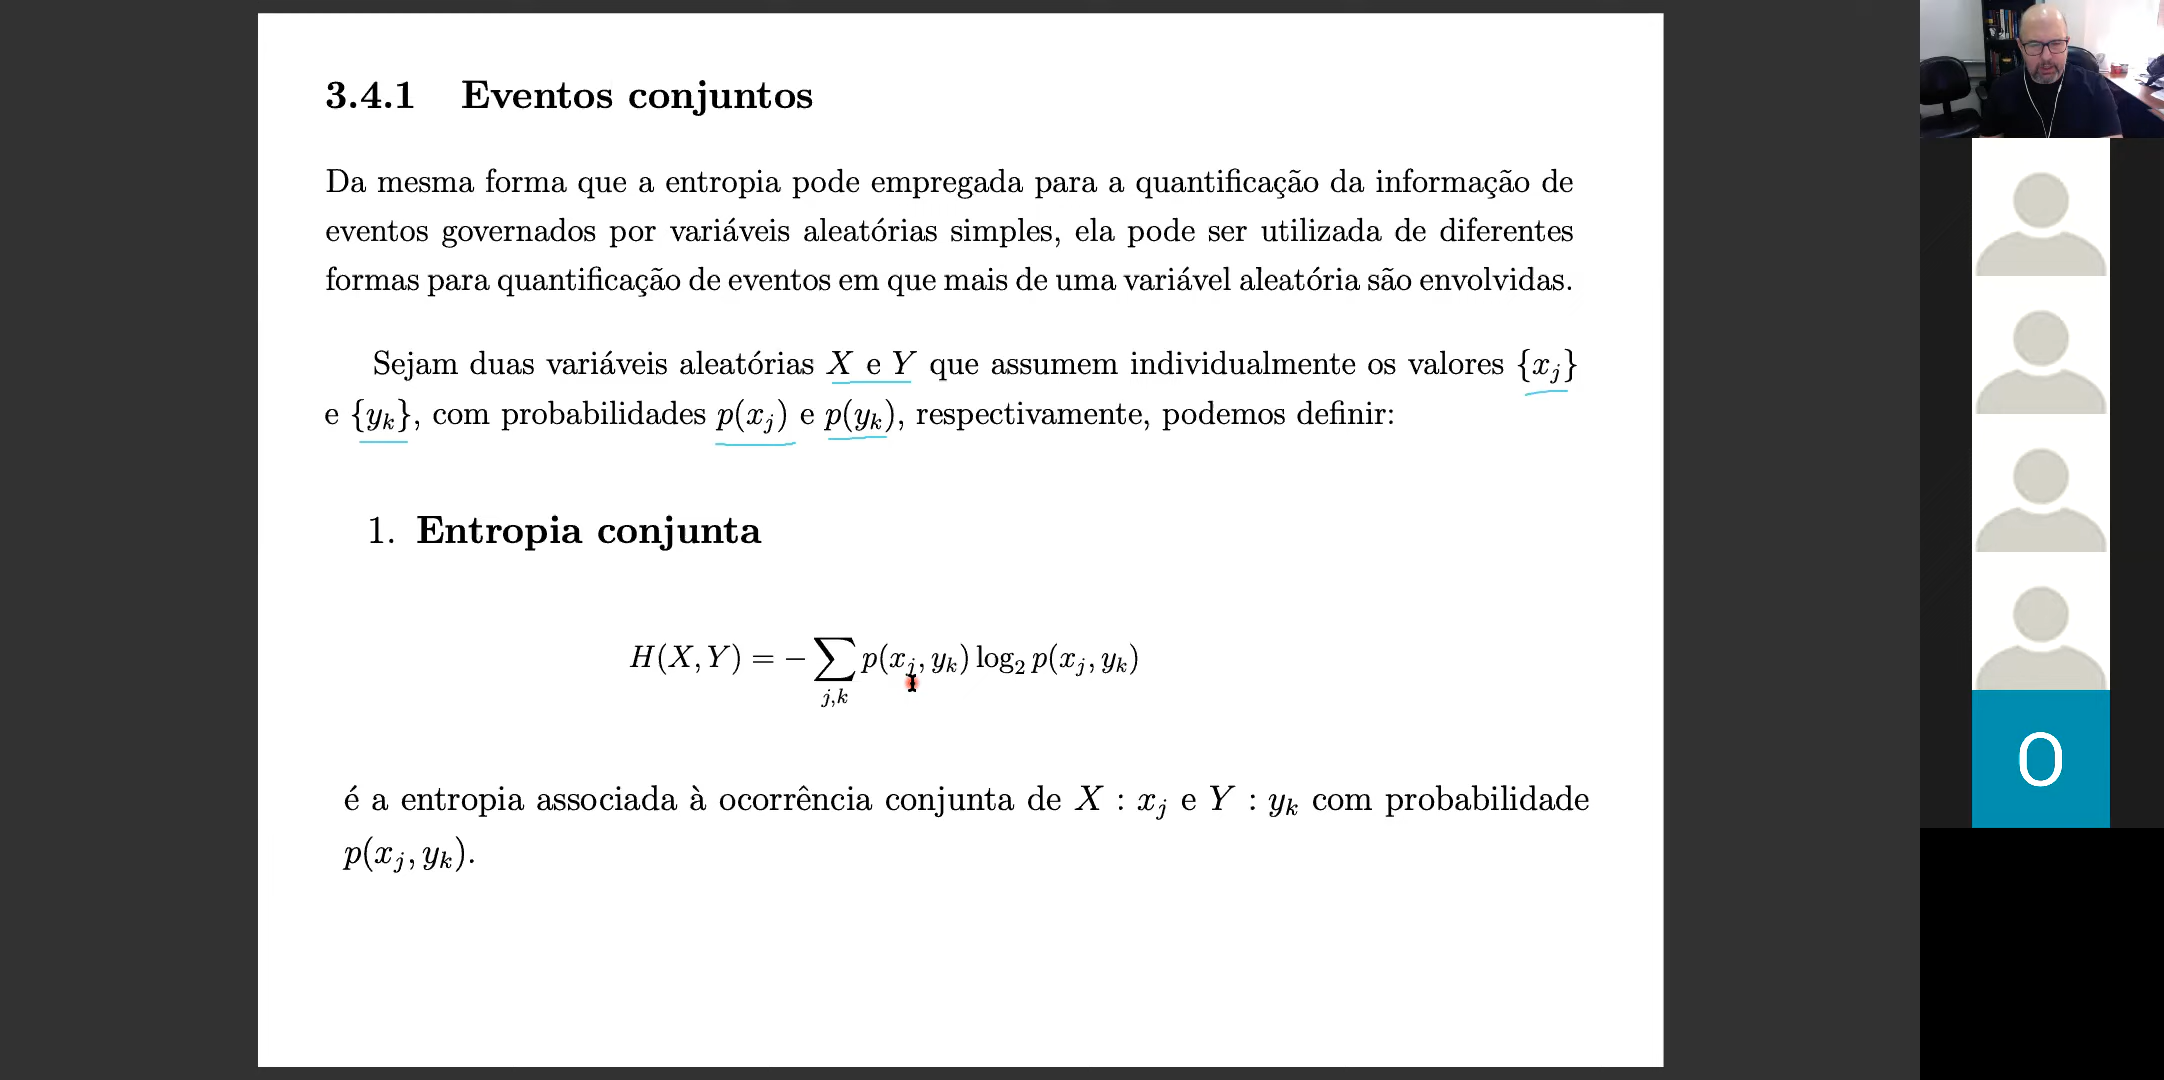 3.4.1 Eventos conjuntos
Da mesma forma que a entropia pode empregada para a quantificação da informação de
eventos governados por variáveis aleatórias simples, ela pode ser utilizada de diferentes
formas para quantificação de eventos em que mais de uma variável aleatória são envolvidas.
Sejam duas variáveis aleatórias X e Y que assumem individualmente os valores {x_j}
e {y_k}, com probabilidades p(x_j) e p(y_k), respectivamente, podemos definir:
1. Entropia conjunta
H(X, Y) = − ∑_{j,k} p(x_j, y_k) log_2 p(x_j, y_k)
é a entropia associada à ocorrência conjunta de X : x_j e Y : y_k com probabilidade
p(x_j, y_k).
O